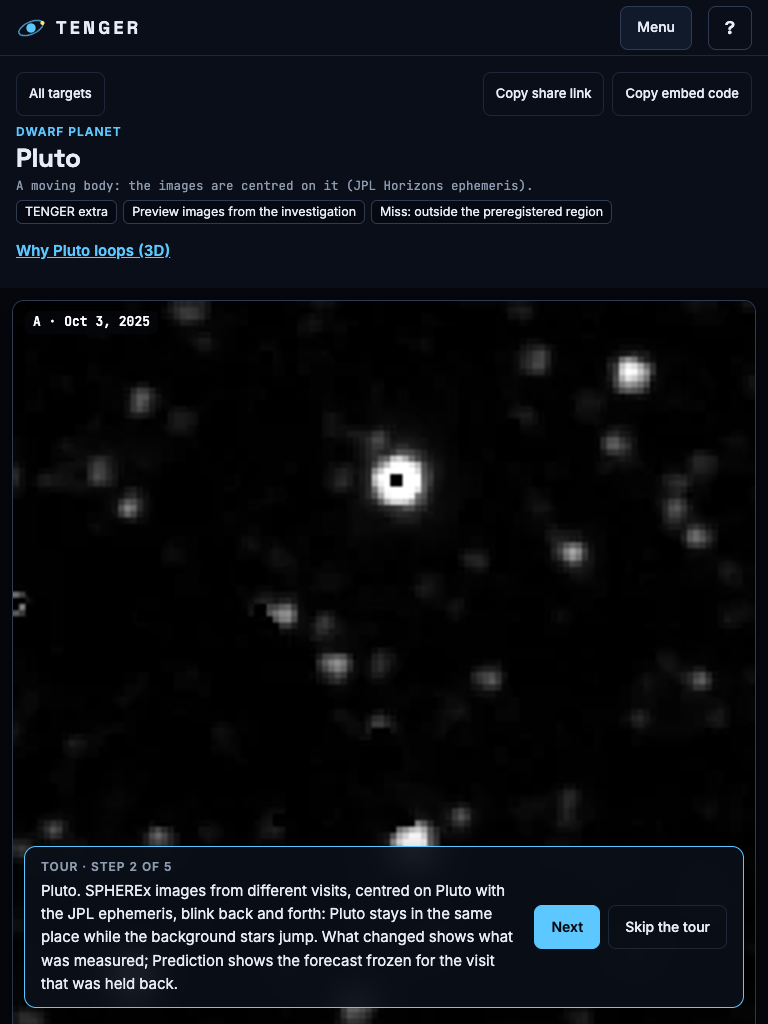 TENGER
Menu
?
All targets
Copy share link
Copy embed code
DWARF PLANET
Pluto
A moving body: the images are centred on it (JPL Horizons ephemeris).
TENGER extra
Preview images from the investigation
Miss: outside the preregistered region
Why Pluto loops (3D)
A · Oct 3, 2025
TOUR · STEP 2 OF 5
Pluto. SPHEREx images from different visits, centred on Pluto with
the JPL ephemeris, blink back and forth: Pluto stays in the same
place while the background stars jump. What changed shows what
was measured; Prediction shows the forecast frozen for the visit
that was held back.
Next
Skip the tour